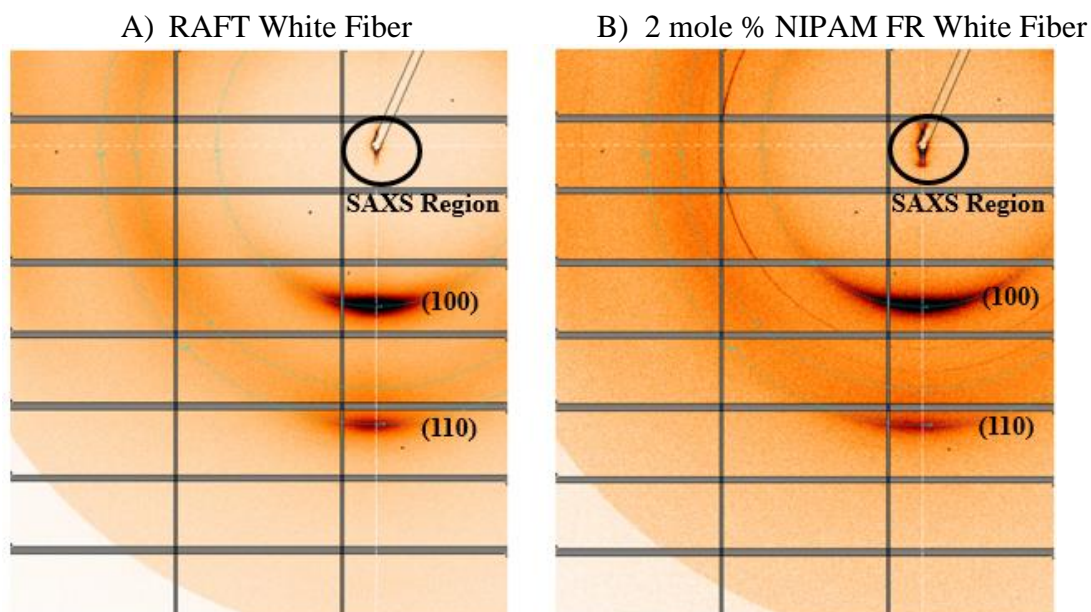 A) RAFT White Fiber
B) 2 mole % NIPAM FR White Fiber
SAXS Region
(100)
(110)
SAXS Region
(100)
(110)